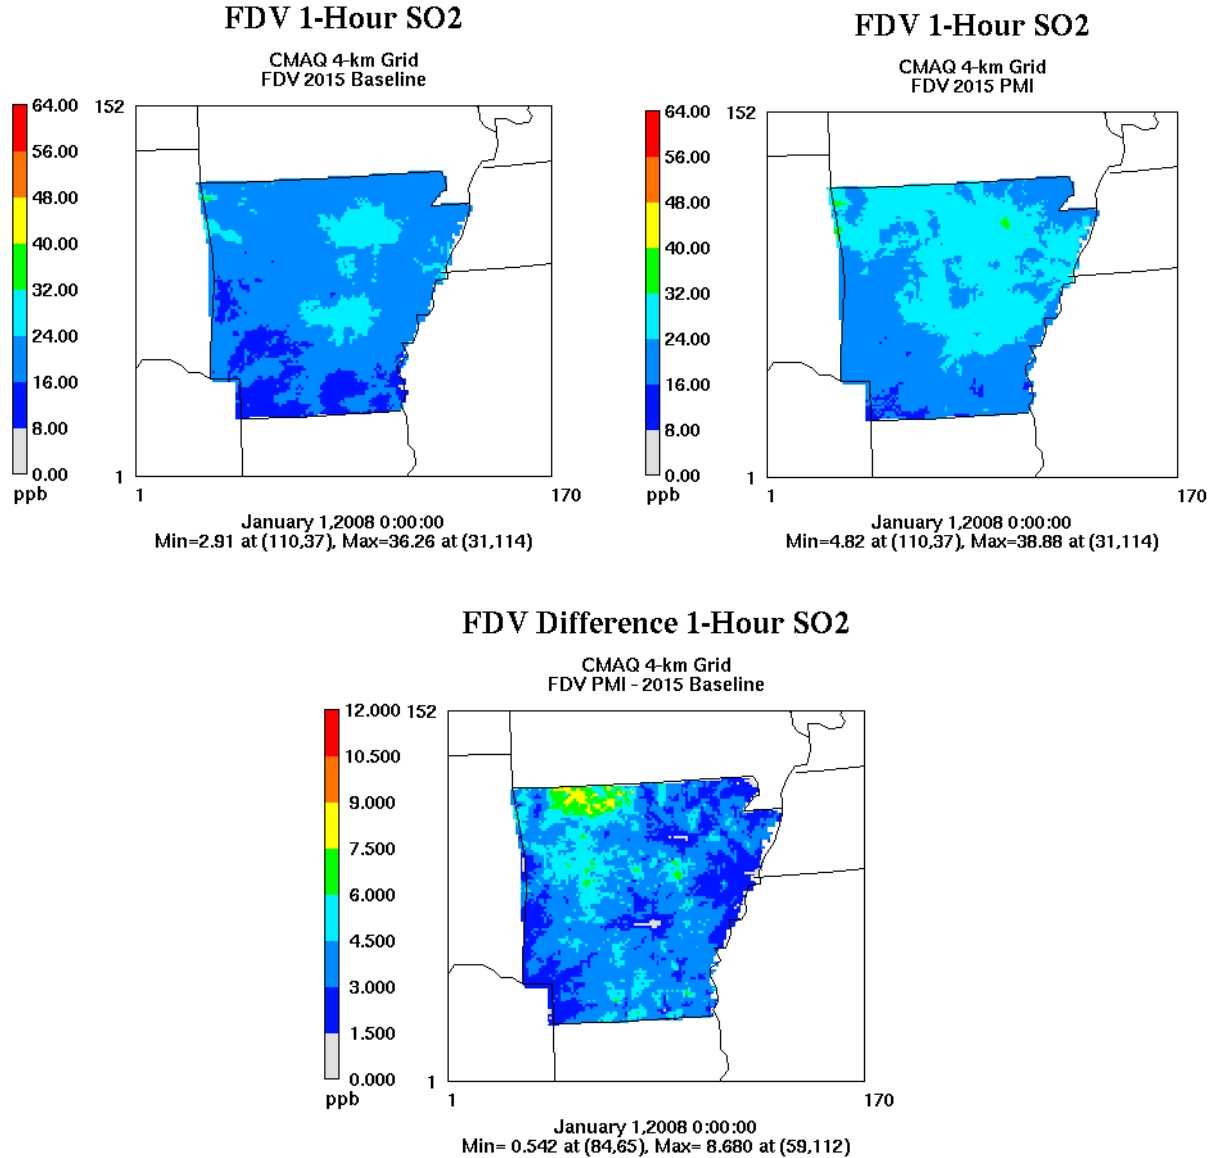 FDV 1-Hour SO2
CMAQ 4-km Grid
FDV 2015 Baseline
64.00
56.00
48.00
40.00
32.00
24.00
16.00
8.00
0.00
ppb
152
1
1
170
January 1,2008 0:00:00
Min=2.91 at (110,37), Max=36.26 at (31,114)
FDV 1-Hour SO2
CMAQ 4-km Grid
FDV 2015 PMI
64.00
56.00
48.00
40.00
32.00
24.00
16.00
8.00
0.00
ppb
152
1
1
170
January 1,2008 0:00:00
Min=4.82 at (110,37), Max=38.88 at (31,114)
FDV Difference 1-Hour SO2
CMAQ 4-km Grid
FDV PMI - 2015 Baseline
12.000
10.500
9.000
7.500
6.000
4.500
3.000
1.500
0.000
ppb
152
1
1
170
January 1,2008 0:00:00
Min= 0.542 at (84,65), Max= 8.680 at (59,112)